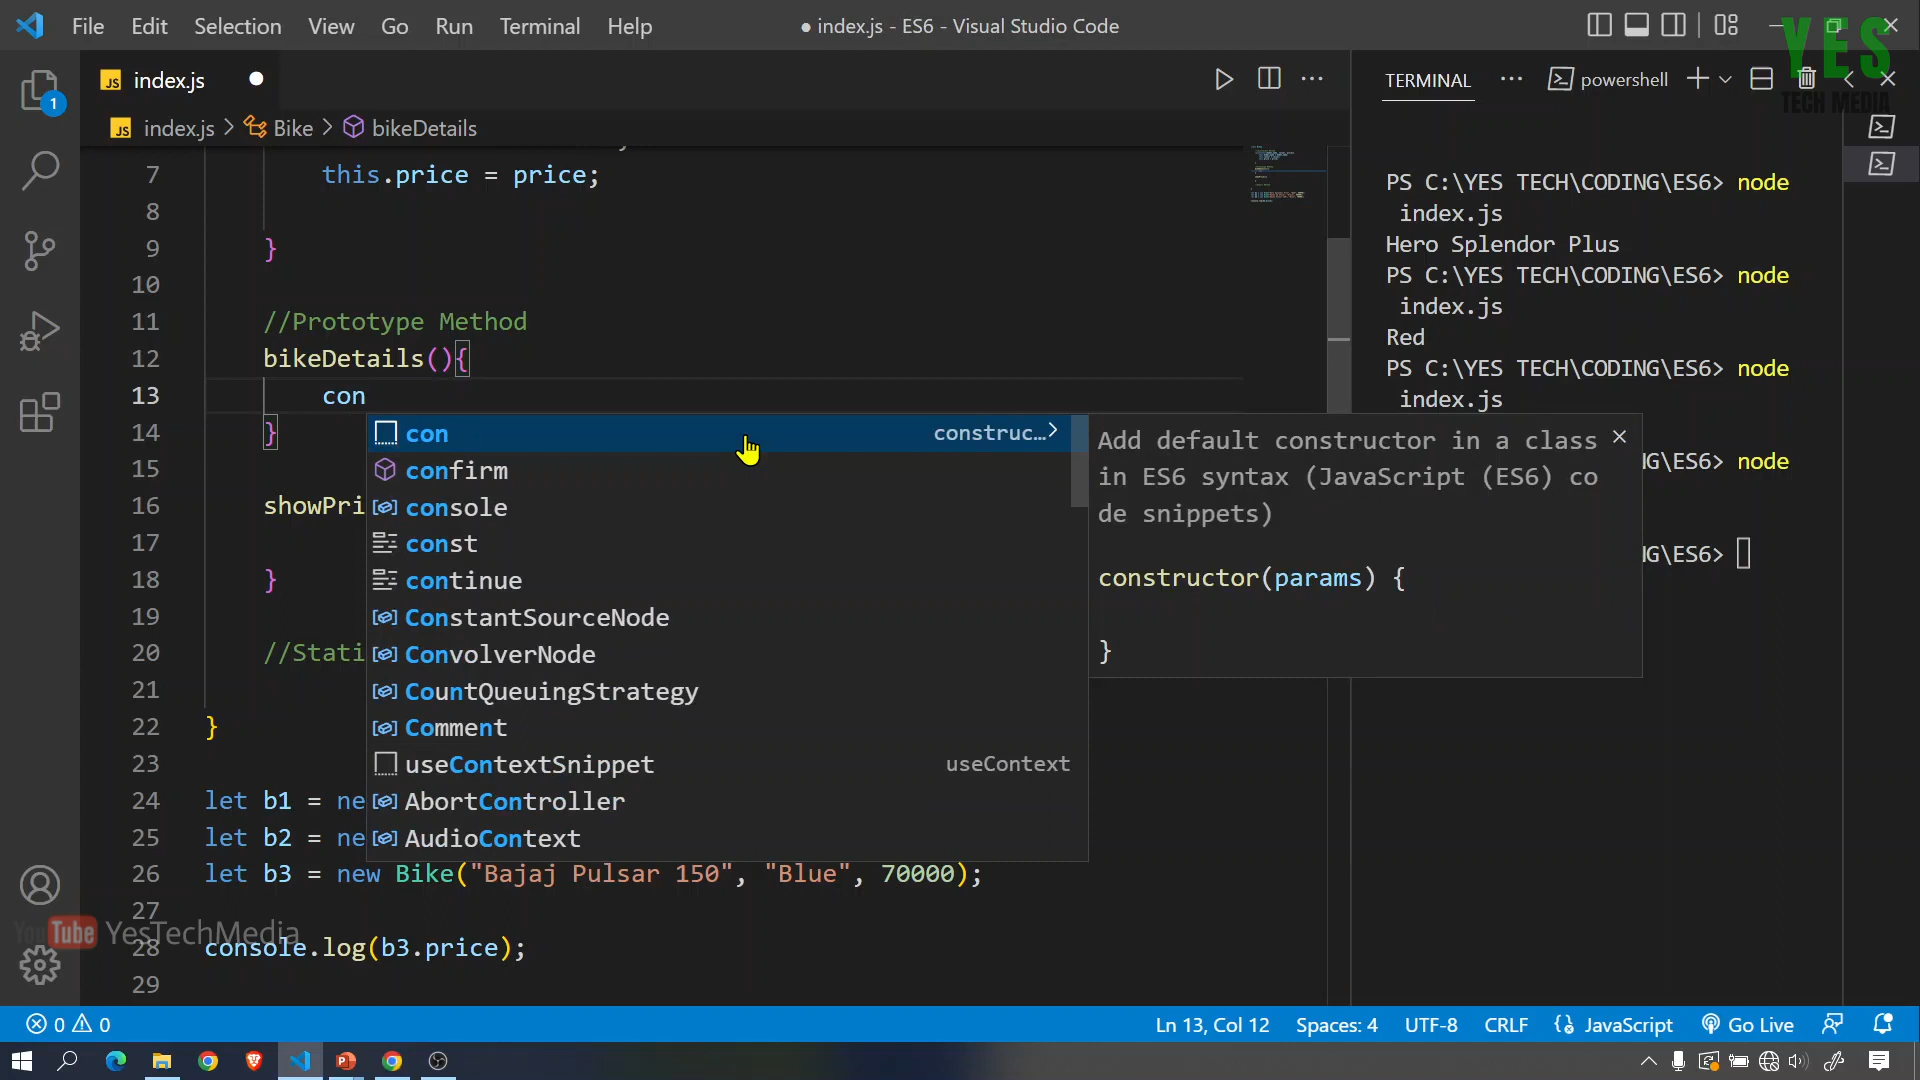 File Edit Selection View Go Run Terminal Help
● index.js - ES6 - Visual Studio Code
YES
TECH MEDIA
1
JS index.js
TERMINAL ··· powershell
JS index.js > Bike > bikeDetails
7 this.price = price;
8
9 }
10
11 //Prototype Method
12 bikeDetails(){
13 con
14 }
15
16 showPri
17
18 }
19
20 //Stati
21
22 }
23
24 let b1 = ne
25 let b2 = ne
26 let b3 = new Bike("Bajaj Pulsar 150", "Blue", 70000);
27
28 console.log(b3.price);
29
con construc…>
confirm
console
const
continue
ConstantSourceNode
ConvolverNode
CountQueuingStrategy
Comment
useContextSnippet useContext
AbortController
AudioContext
Add default constructor in a class
in ES6 syntax (JavaScript (ES6) co
de snippets)
constructor(params) {
}
PS C:\YES TECH\CODING\ES6> node
index.js
Hero Splendor Plus
PS C:\YES TECH\CODING\ES6> node
index.js
Red
PS C:\YES TECH\CODING\ES6> node
index.js
NG\ES6> node
NG\ES6>
YouTube YesTechMedia
0 0
Ln 13, Col 12 Spaces: 4 UTF-8 CRLF JavaScript Go Live